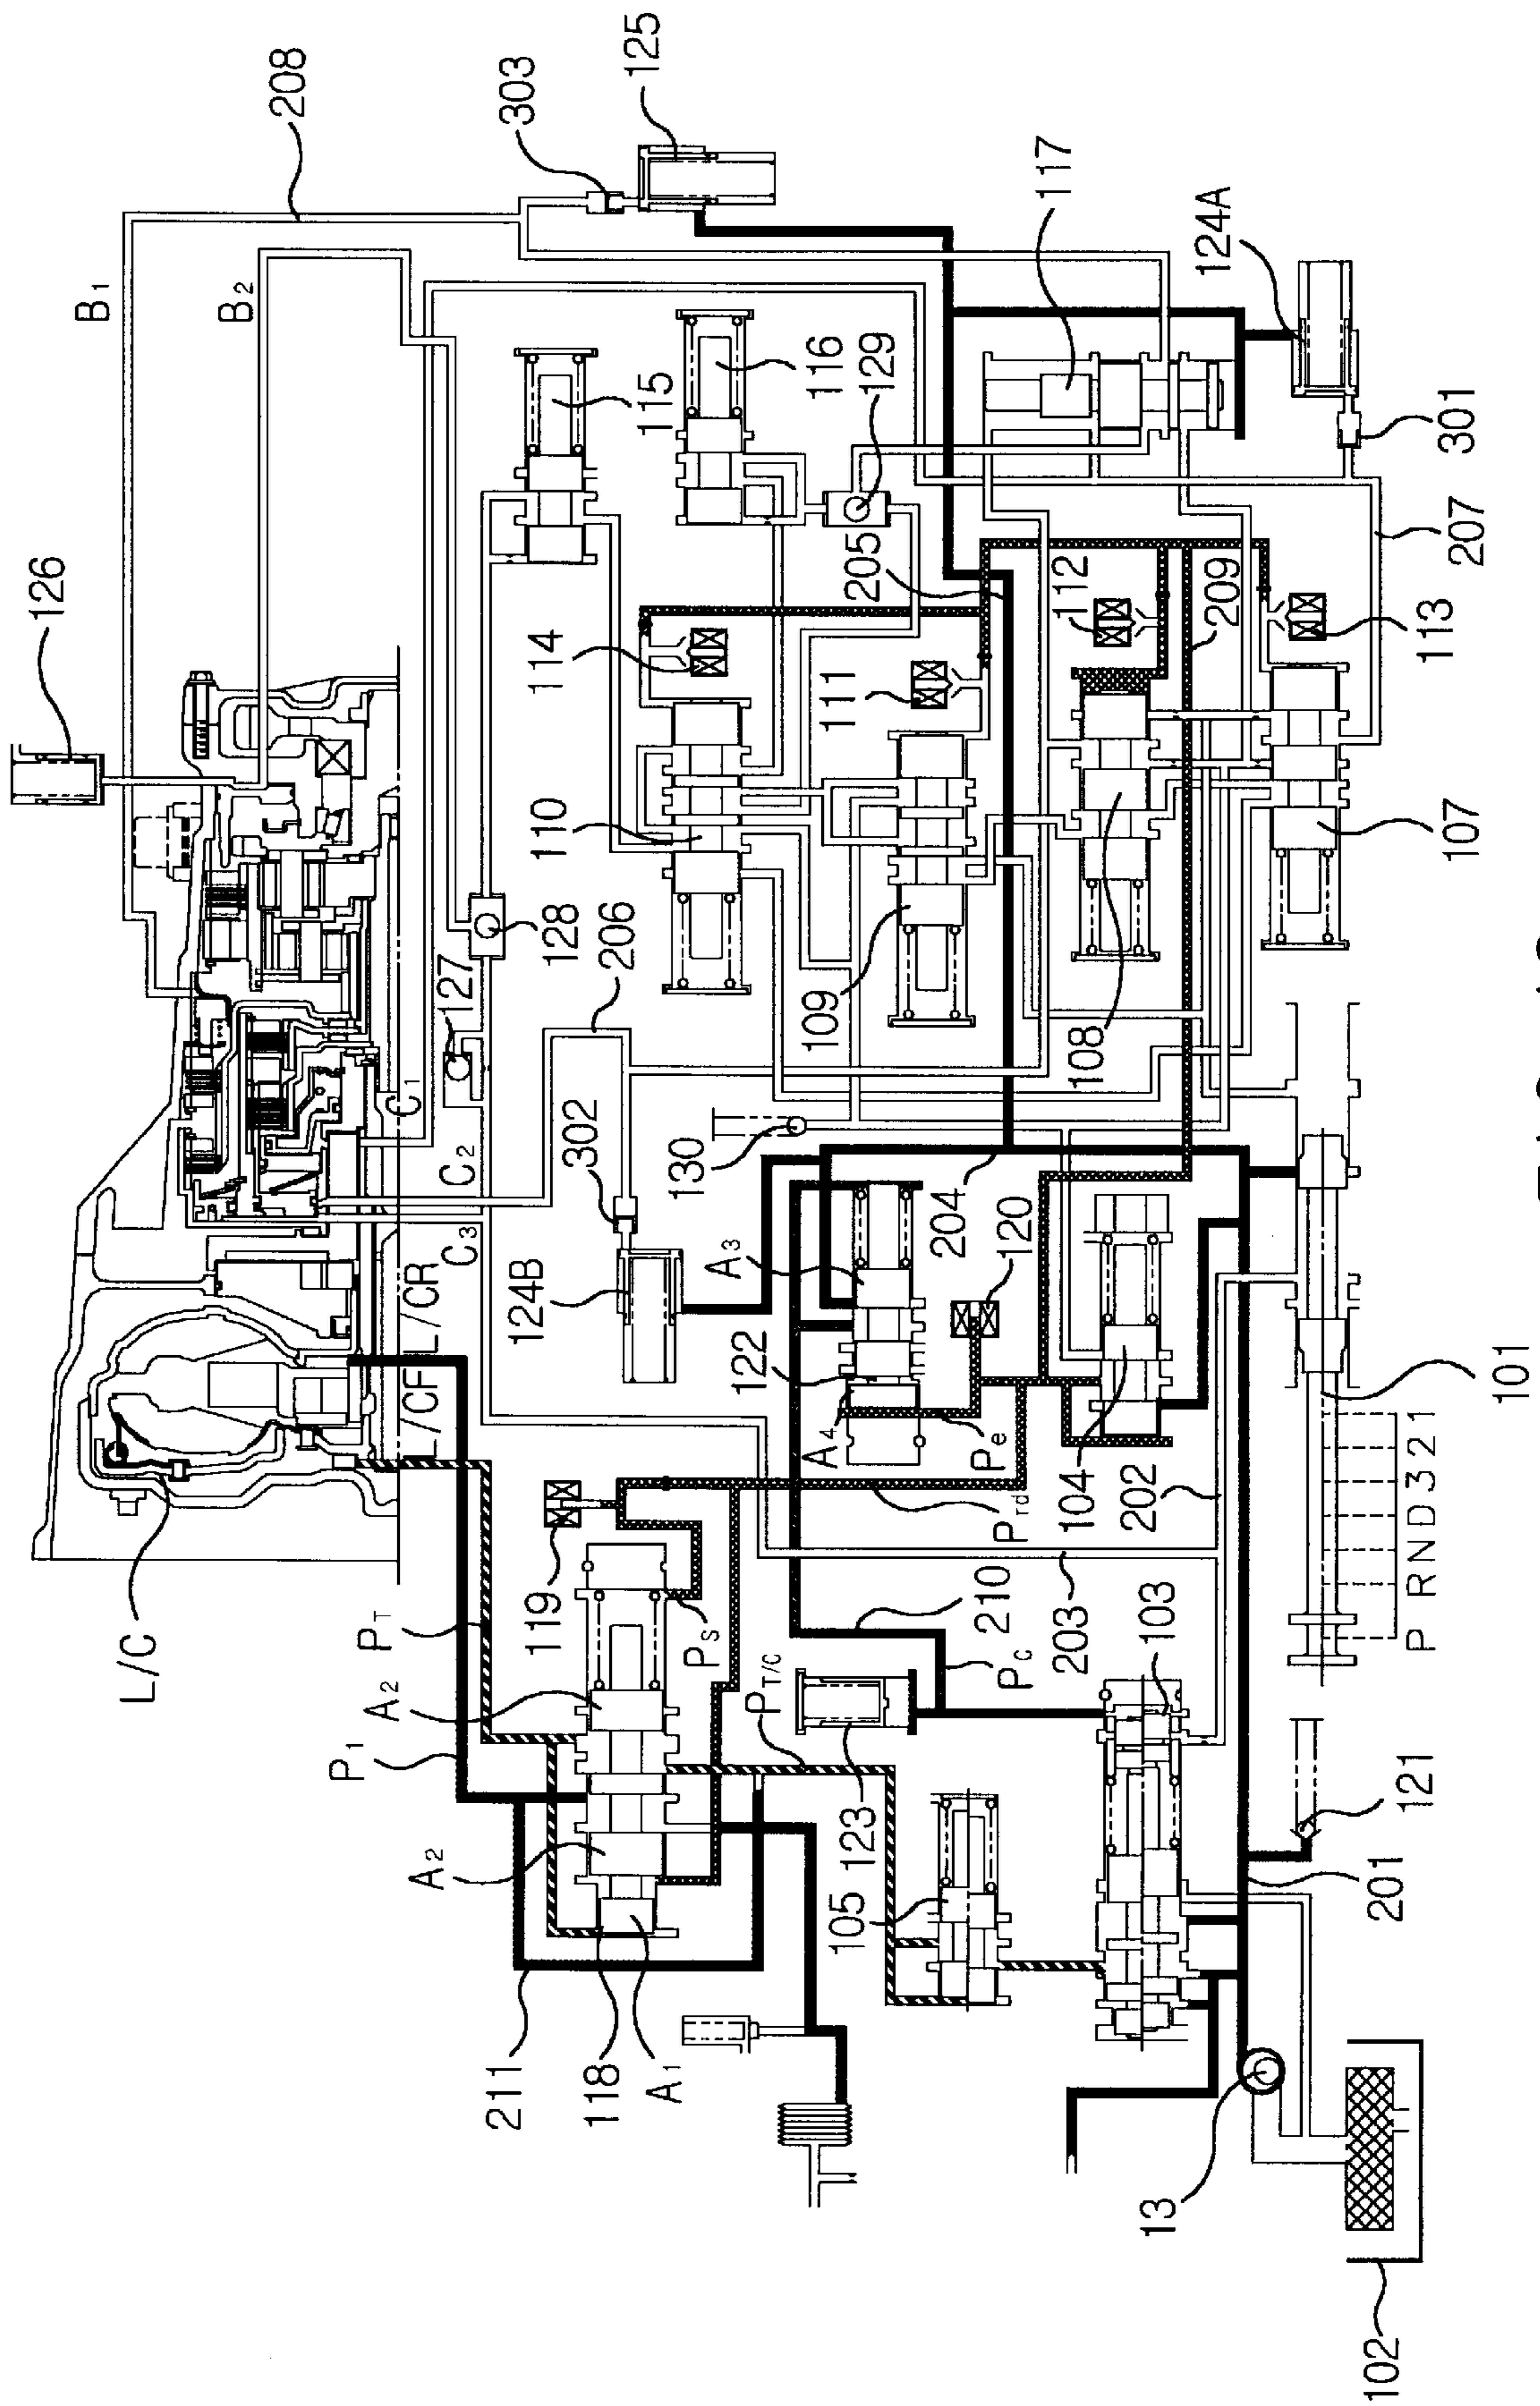 126
B1
208
B2
303
125
115
116
129
117
124A
301
207
205
112
209
113
114
111
110
109
108
107
128
127
206
C1
C2
C3
302
130
124B
L/CR
L/CF
L/C
A3
204
120
122
A4
Pe
104
202
101
P R N D 3 2 1
119
PT
P1
A2
PS
Prd
210
203
PC
103
PT/C
123
A2
105
121
201
211
118
A1
13
102